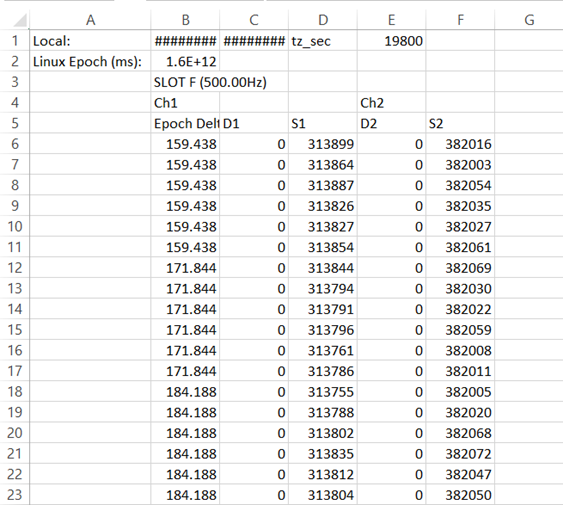 A B C D E F G
1 Local: ######## ######## tz_sec 19800
2 Linux Epoch (ms): 1.6E+12
3 SLOT F (500.00Hz)
4 Ch1 Ch2
5 Epoch Delt D1 S1 D2 S2
6 159.438 0 313899 0 382016
7 159.438 0 313864 0 382003
8 159.438 0 313887 0 382054
9 159.438 0 313826 0 382035
10 159.438 0 313827 0 382027
11 159.438 0 313854 0 382061
12 171.844 0 313844 0 382069
13 171.844 0 313794 0 382030
14 171.844 0 313791 0 382022
15 171.844 0 313796 0 382059
16 171.844 0 313761 0 382008
17 171.844 0 313786 0 382011
18 184.188 0 313755 0 382005
19 184.188 0 313788 0 382020
20 184.188 0 313802 0 382068
21 184.188 0 313835 0 382072
22 184.188 0 313812 0 382047
23 184.188 0 313804 0 382050